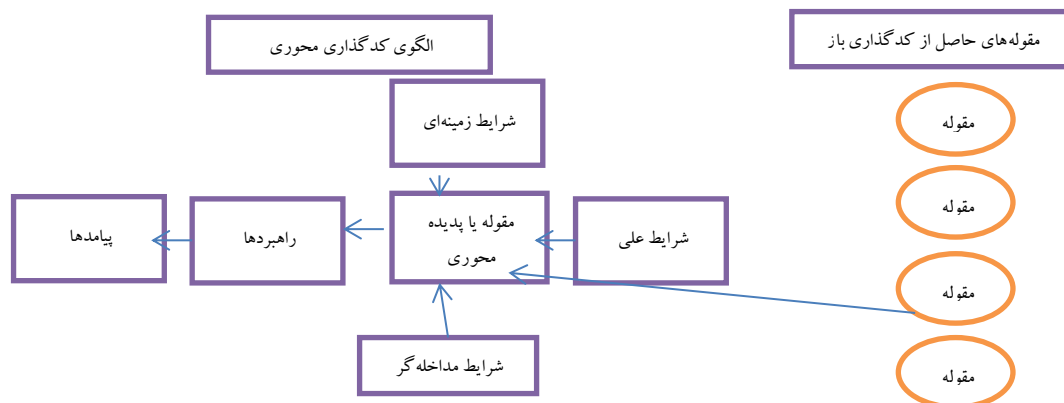 مقوله‌های حاصل از کدگذاری باز
الگوی کدگذاری محوری
مقوله
شرایط زمینه‌ای
مقوله
مقوله یا پدیده
محوری
شرایط علی
راهبردها
پیامدها
مقوله
شرایط مداخله‌گر
مقوله